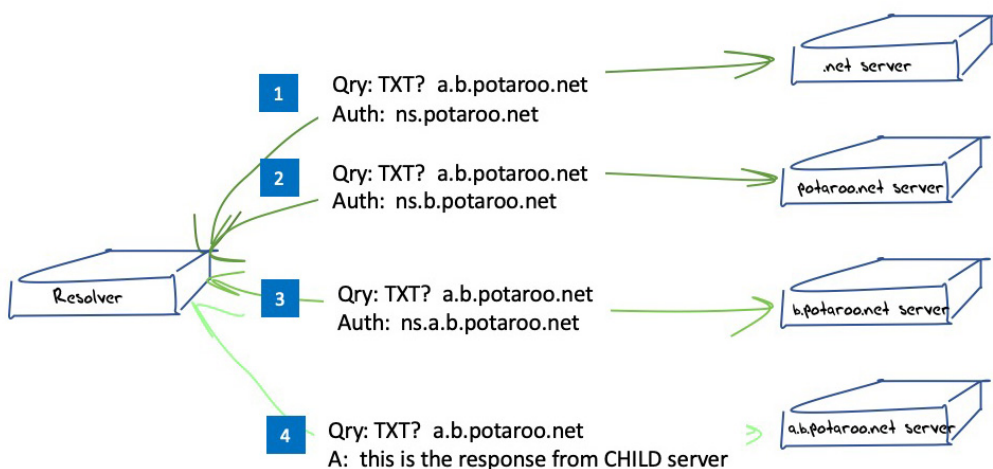 1
Qry: TXT?  a.b.potaroo.net
Auth:  ns.potaroo.net
.net server
2
Qry: TXT?  a.b.potaroo.net
Auth:  ns.b.potaroo.net
potaroo.net server
Resolver
3
Qry: TXT?  a.b.potaroo.net
Auth:  ns.a.b.potaroo.net
b.potaroo.net server
4
Qry: TXT?  a.b.potaroo.net
A:  this is the response from CHILD server
a.b.potaroo.net server